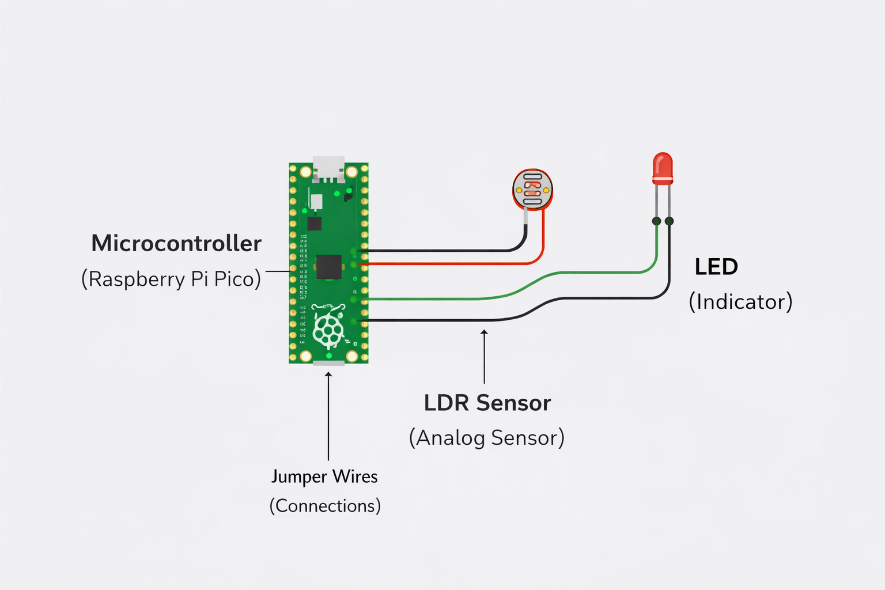 Microcontroller
(Raspberry Pi Pico)
LED
(Indicator)
LDR Sensor
(Analog Sensor)
Jumper Wires
(Connections)